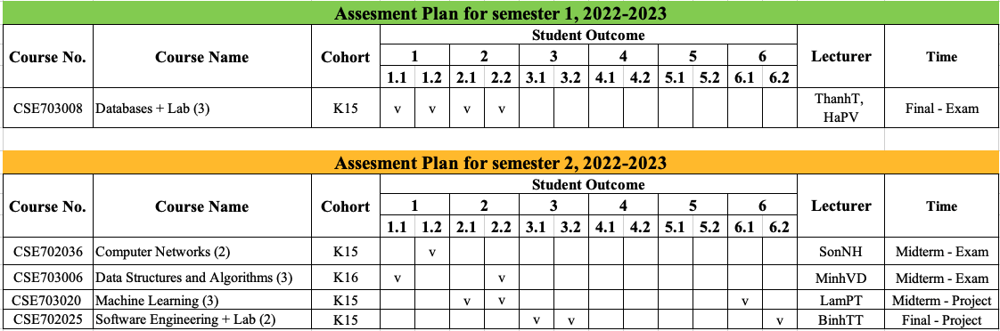 Assesment Plan for semester 1, 2022-2023
Course No. Course Name Cohort Student Outcome Lecturer Time
1 2 3 4 5 6
1.1 1.2 2.1 2.2 3.1 3.2 4.1 4.2 5.1 5.2 6.1 6.2
CSE703008 Databases + Lab (3) K15 v v v v ThanhT, HaPV Final - Exam
Assesment Plan for semester 2, 2022-2023
Course No. Course Name Cohort Student Outcome Lecturer Time
1 2 3 4 5 6
1.1 1.2 2.1 2.2 3.1 3.2 4.1 4.2 5.1 5.2 6.1 6.2
CSE702036 Computer Networks (2) K15 v SonNH Midterm - Exam
CSE703006 Data Structures and Algorithms (3) K16 v v MinhVD Midterm - Exam
CSE703020 Machine Learning (3) K15 v v v LamPT Midterm - Project
CSE702025 Software Engineering + Lab (2) K15 v v v BinhTT Final - Project